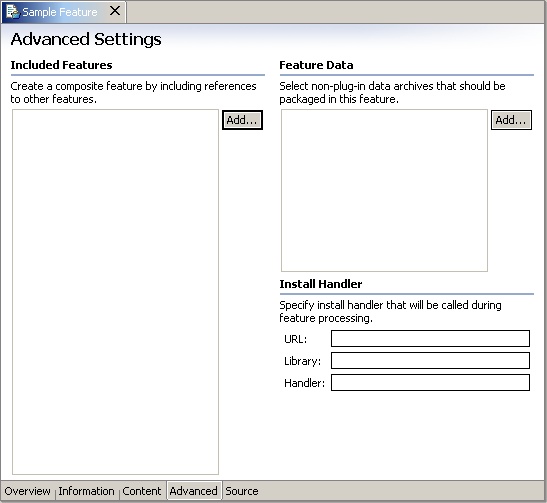 Sample Feature
Advanced Settings
Included Features
Create a composite feature by including references
to other features.
Add...
Feature Data
Select non-plug-in data archives that should be
packaged in this feature.
Add...
Install Handler
Specify install handler that will be called during
feature processing.
URL:
Library:
Handler:
Overview Information Content Advanced Source